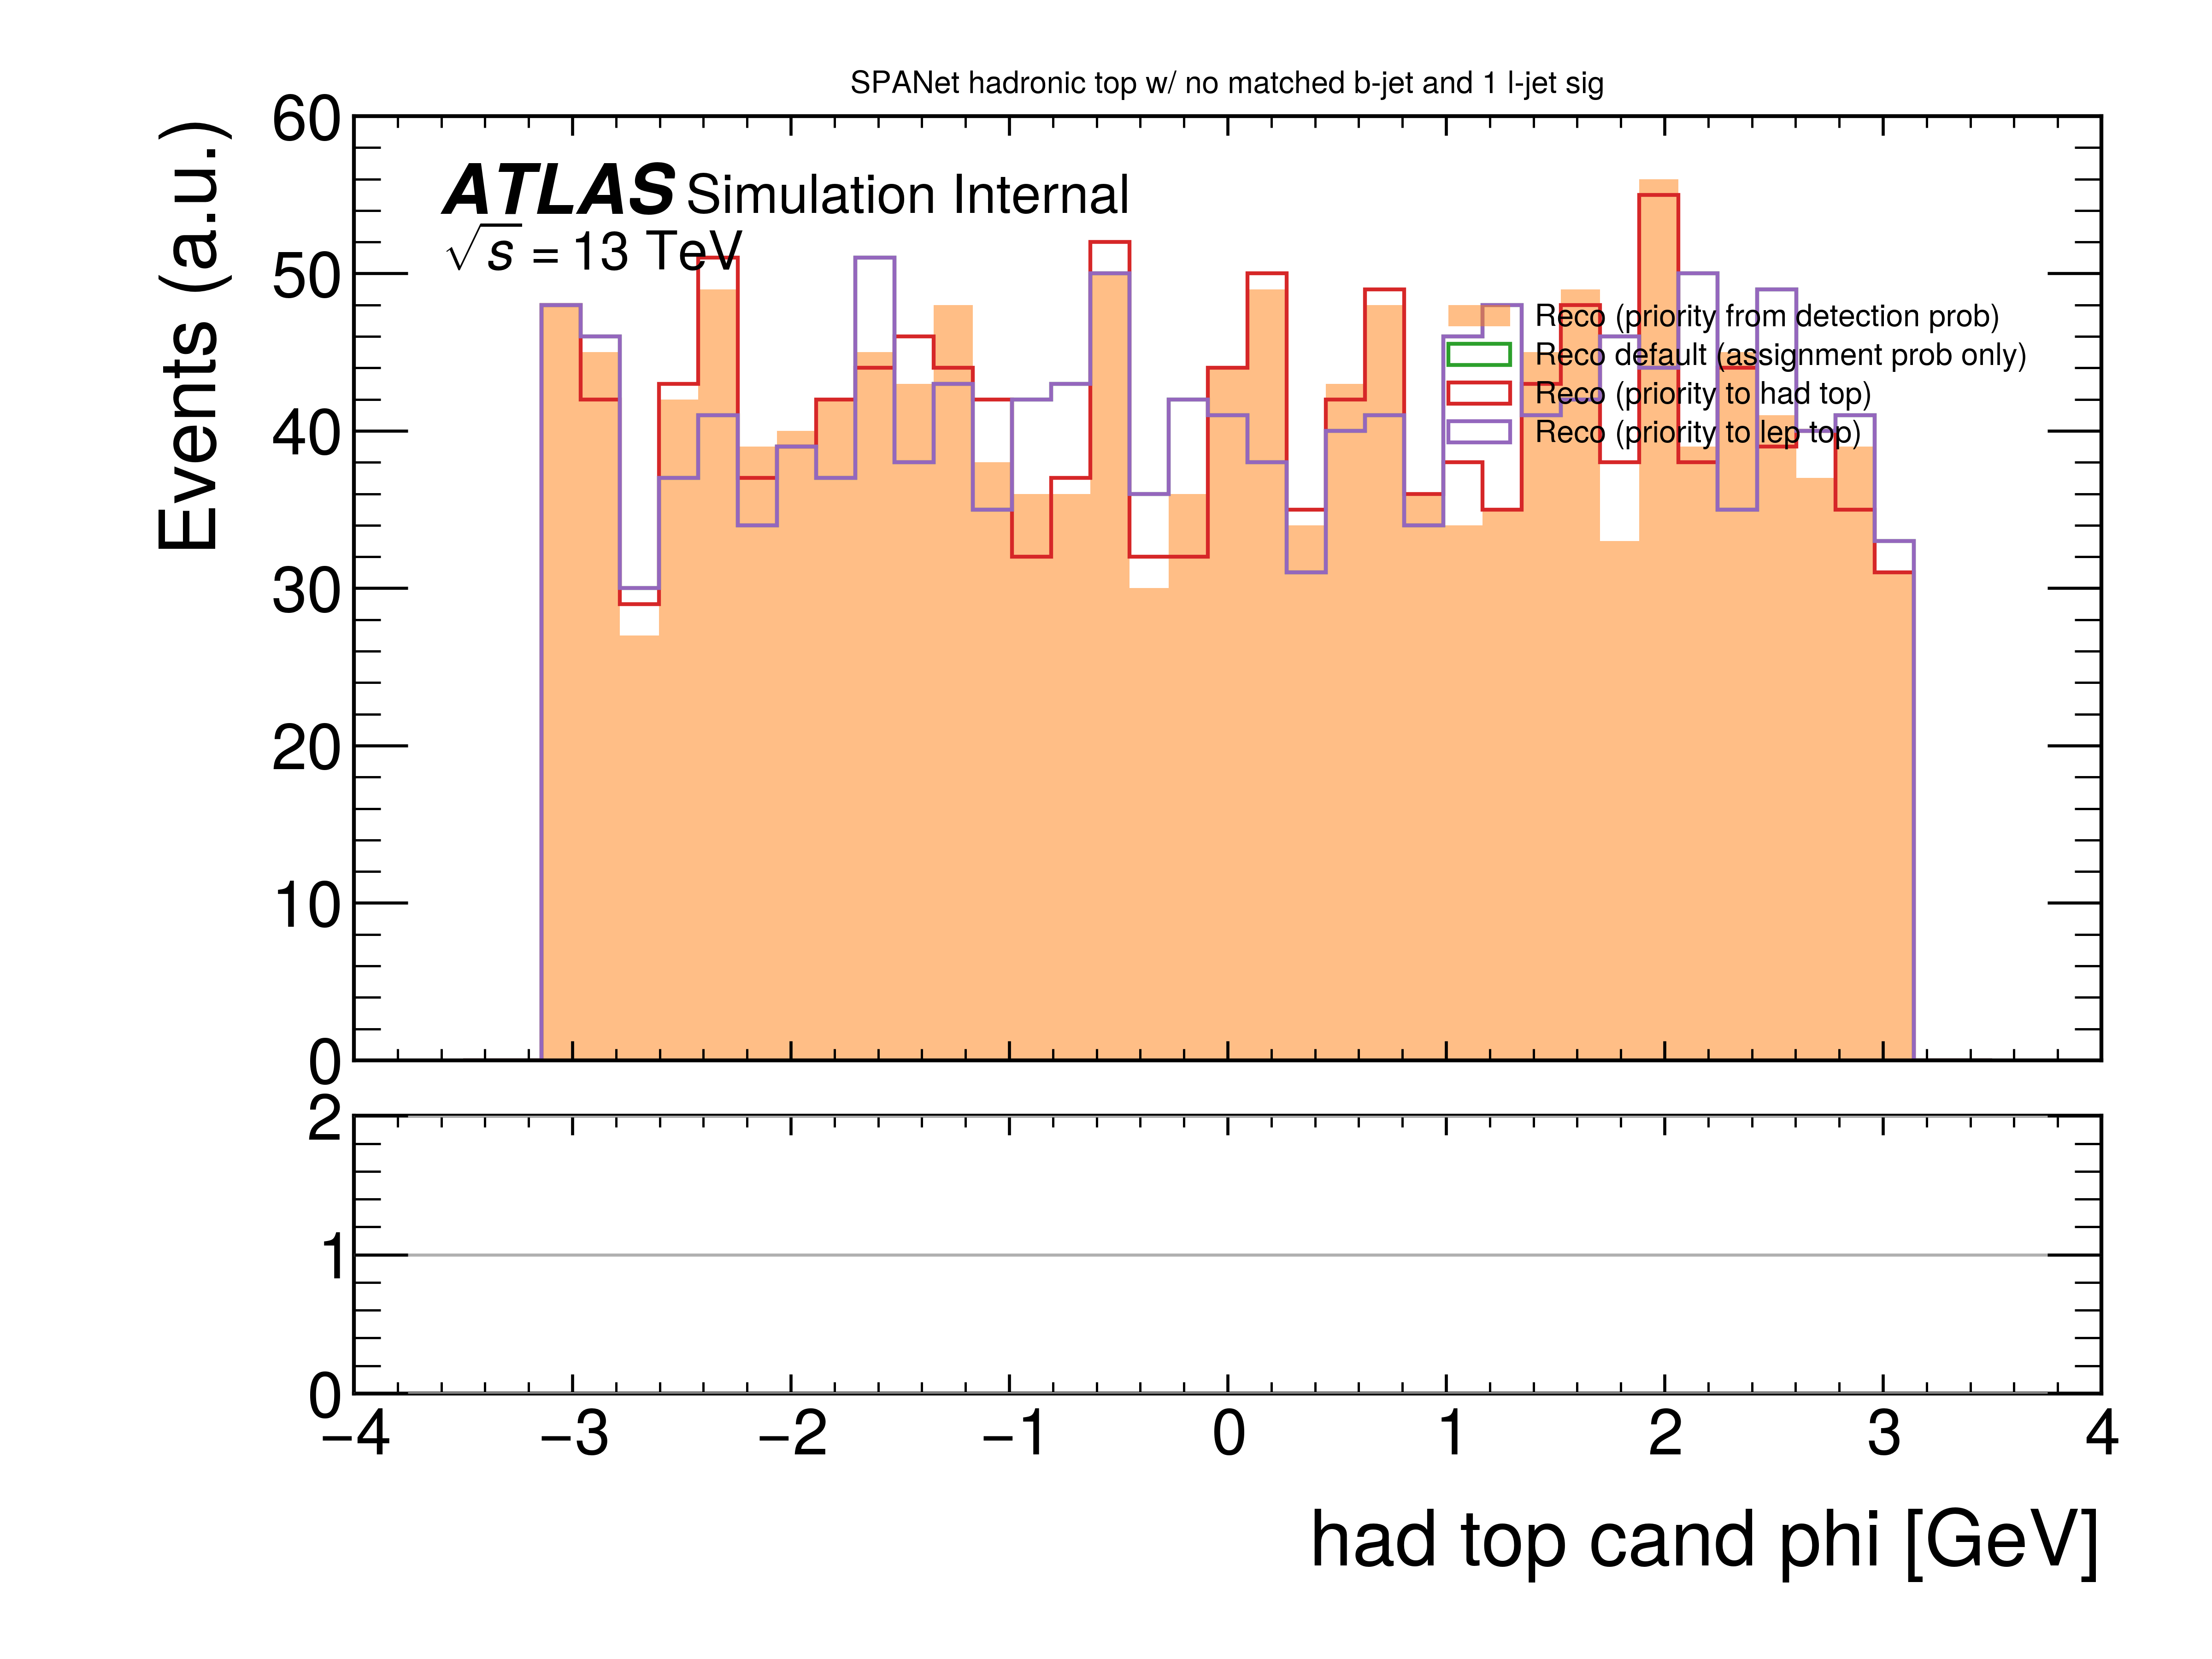 SPANet hadronic top w/ no matched b-jet and 1 l-jet sig
60
ATLAS Simulation Internal
√s = 13 TeV
50
Reco (priority from detection prob)
Reco default (assignment prob only)
Reco (priority to had top)
Reco (priority to lep top)
40
30
20
10
0
Events (a.u.)
2
1
0
−4 −3 −2 −1 0 1 2 3 4
had top cand phi [GeV]